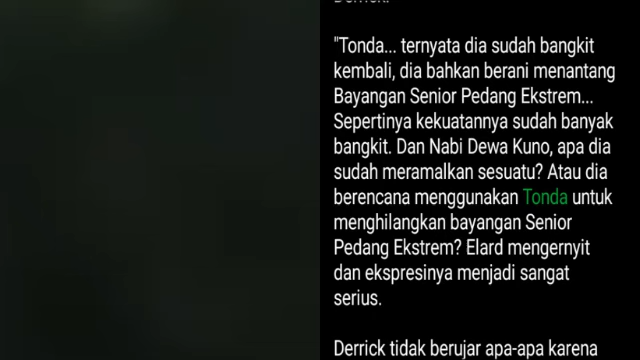 "Tonda... ternyata dia sudah bangkit
kembali, dia bahkan berani menantang
Bayangan Senior Pedang Ekstrem...
Sepertinya kekuatannya sudah banyak
bangkit. Dan Nabi Dewa Kuno, apa dia
sudah meramalkan sesuatu? Atau dia
berencana menggunakan Tonda untuk
menghilangkan bayangan Senior
Pedang Ekstrem? Elard mengernyit
dan ekspresinya menjadi sangat
serius.
Derrick tidak berujar apa-apa karena